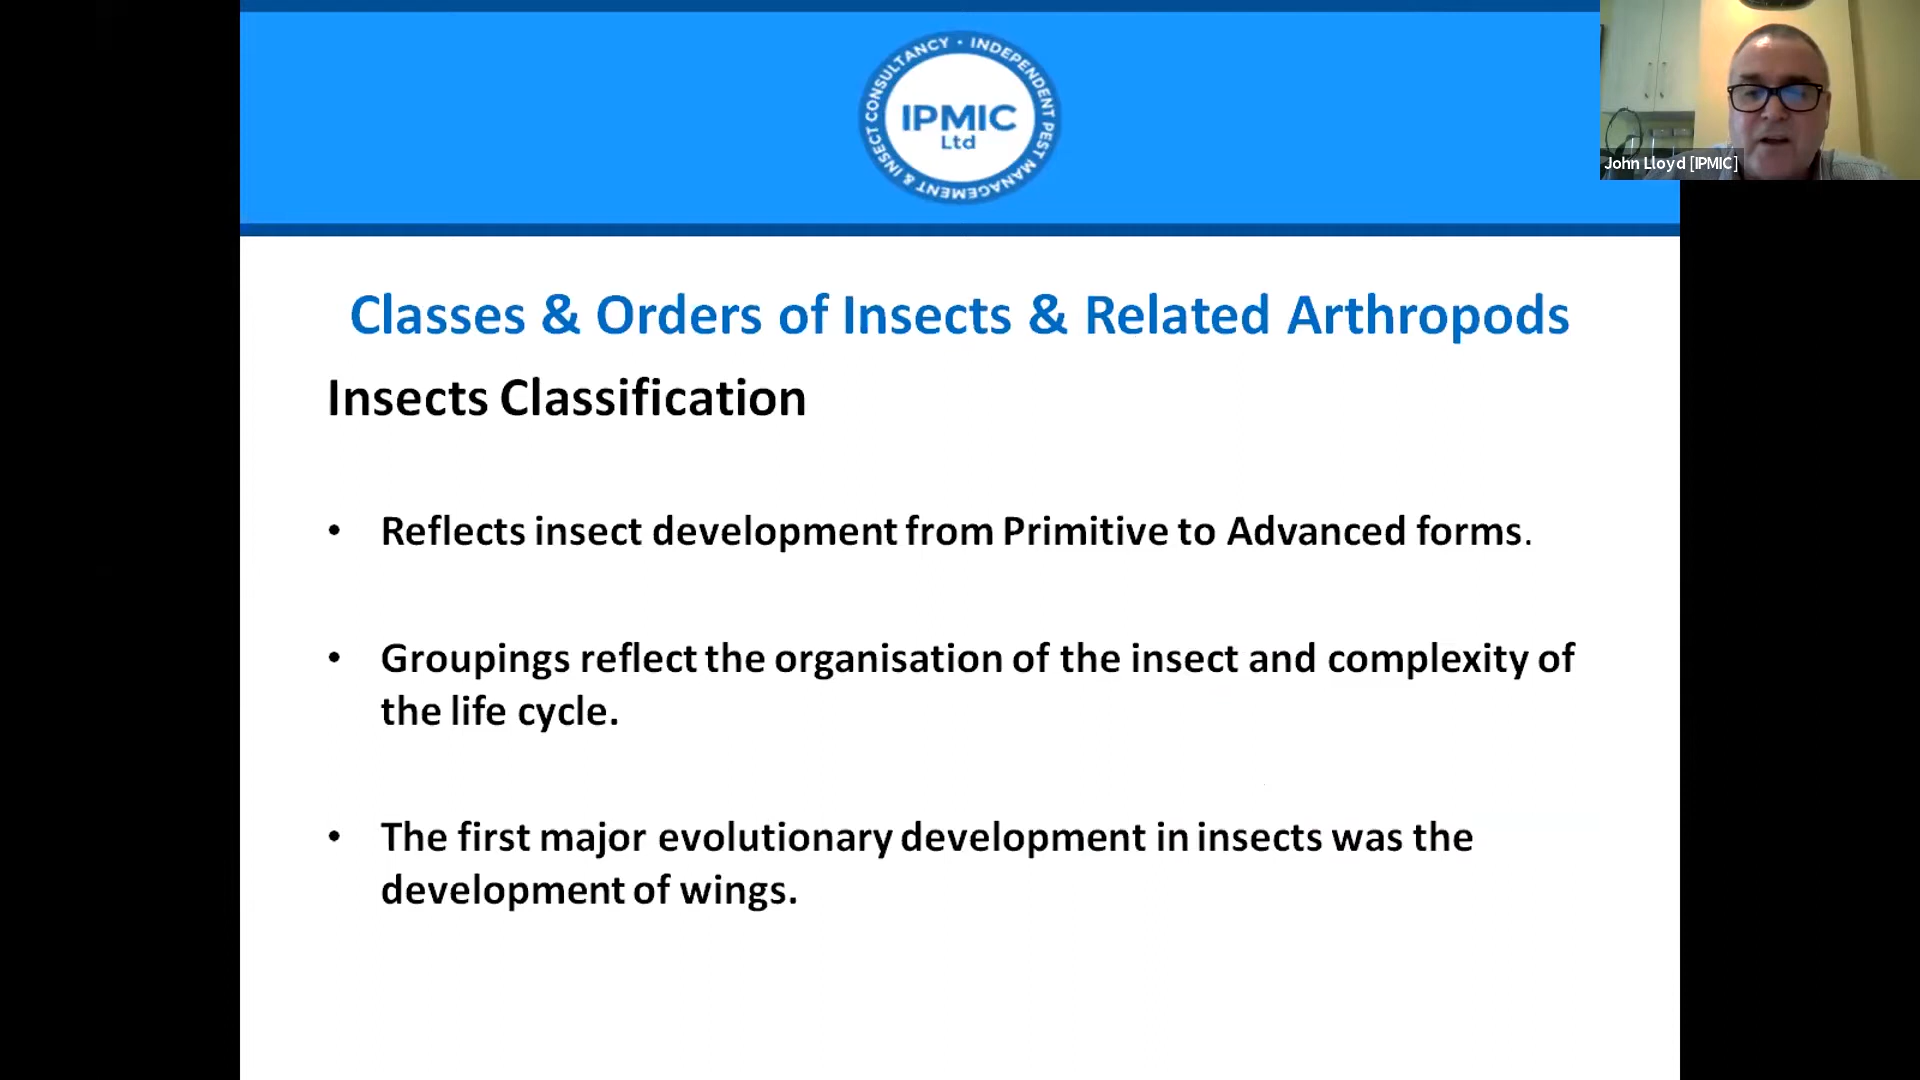 INSECT CONSULTANCY • INDEPENDENT PEST MANAGEMENT &
IPMIC
Ltd
John Lloyd [IPMIC]
Classes & Orders of Insects & Related Arthropods
Insects Classification
• Reflects insect development from Primitive to Advanced forms.
• Groupings reflect the organisation of the insect and complexity of
the life cycle.
• The first major evolutionary development in insects was the
development of wings.